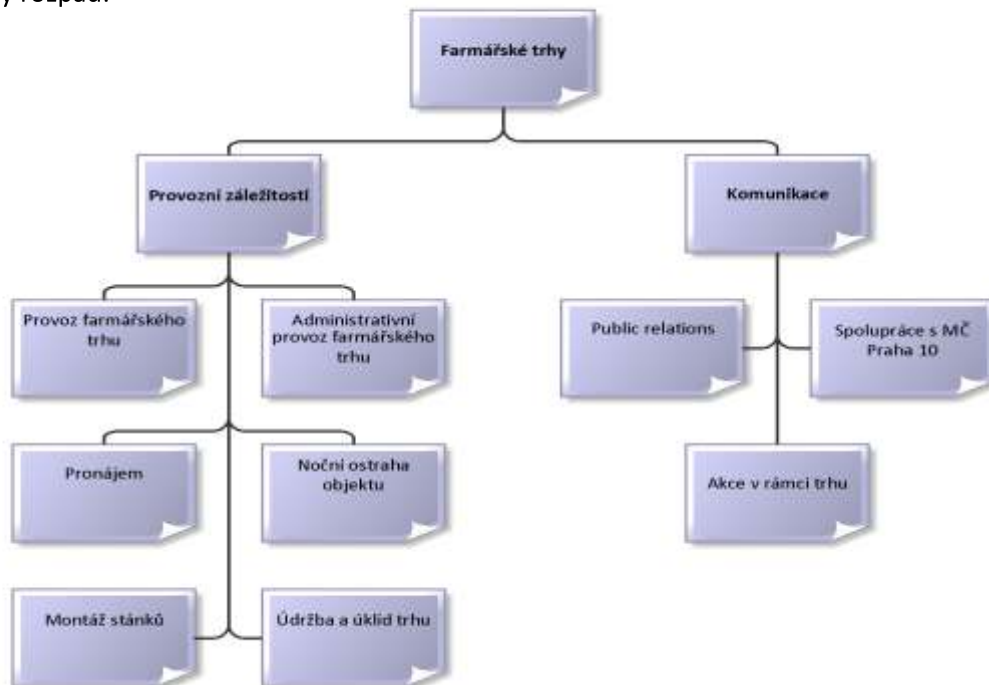 y rozpad.
Farmářské trhy
Provozní záležitosti
Komunikace
Provoz farmářského
trhu
Administrativní
provoz farmářského
trhu
Public relations
Spolupráce s MČ
Praha 10
Pronájem
Noční ostraha
objektu
Akce v rámci trhu
Montáž stánků
Údržba a úklid trhu